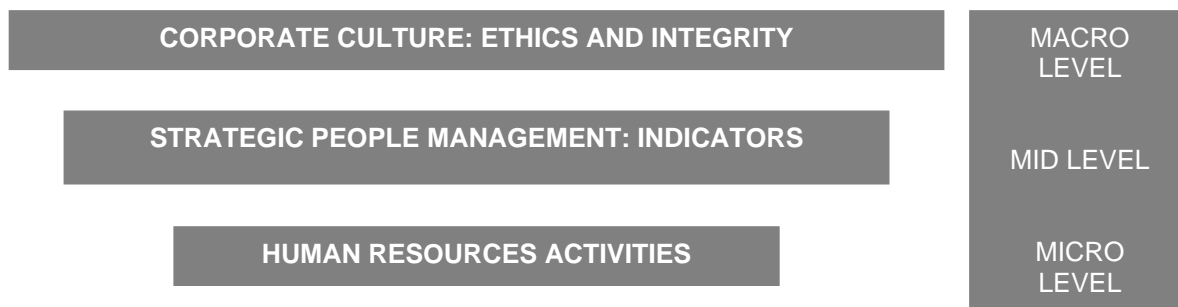 CORPORATE CULTURE: ETHICS AND INTEGRITY
MACRO
LEVEL
STRATEGIC PEOPLE MANAGEMENT: INDICATORS
MID LEVEL
HUMAN RESOURCES ACTIVITIES
MICRO
LEVEL